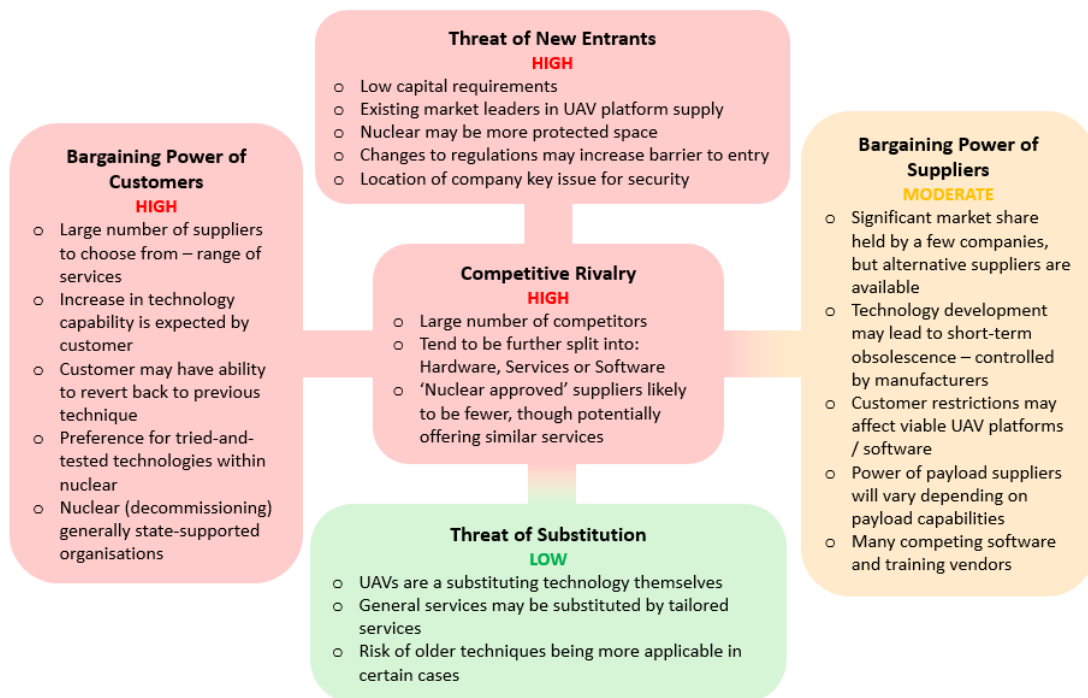 Threat of New Entrants
HIGH
o Low capital requirements
o Existing market leaders in UAV platform supply
o Nuclear may be more protected space
o Changes to regulations may increase barrier to entry
o Location of company key issue for security
Bargaining Power of
Customers
HIGH
o Large number of suppliers
to choose from – range of
services
o Increase in technology
capability is expected by
customer
o Customer may have ability
to revert back to previous
technique
o Preference for tried-and-
tested technologies within
nuclear
o Nuclear (decommissioning)
generally state-supported
organisations
Competitive Rivalry
HIGH
o Large number of competitors
o Tend to be further split into:
Hardware, Services or Software
o ‘Nuclear approved’ suppliers likely
to be fewer, though potentially
offering similar services
Bargaining Power of
Suppliers
MODERATE
o Significant market share
held by a few companies,
but alternative suppliers are
available
o Technology development
may lead to short-term
obsolescence – controlled
by manufacturers
o Customer restrictions may
affect viable UAV platforms
/ software
o Power of payload suppliers
will vary depending on
payload capabilities
o Many competing software
and training vendors
Threat of Substitution
LOW
o UAVs are a substituting technology themselves
o General services may be substituted by tailored
services
o Risk of older techniques being more applicable in
certain cases